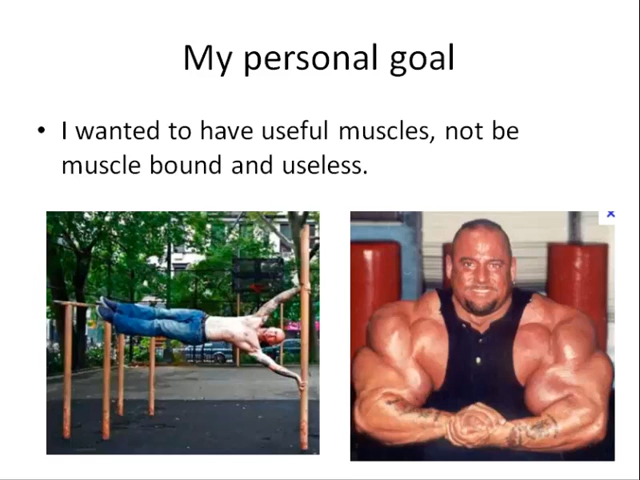 My personal goal
• I wanted to have useful muscles, not be
muscle bound and useless.
x